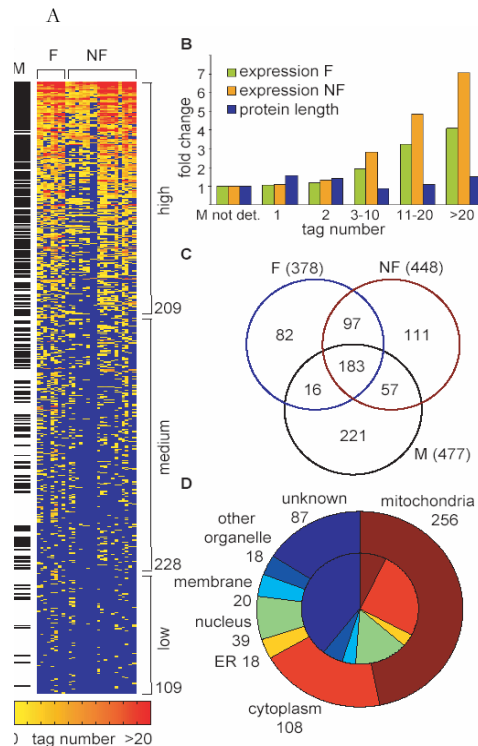 A
M F NF
high
209
medium
228
low
109
0 tag number >20
B
expression F
expression NF
protein length
fold change
7
6
5
4
3
2
1
M not det. 1 2 3-10 11-20 >20
tag number
C
F (378) NF (448)
82 97 111
183
16 57
221
M (477)
D
unknown
87
mitochondria
256
other
organelle
18
membrane
20
nucleus
39
ER 18
cytoplasm
108